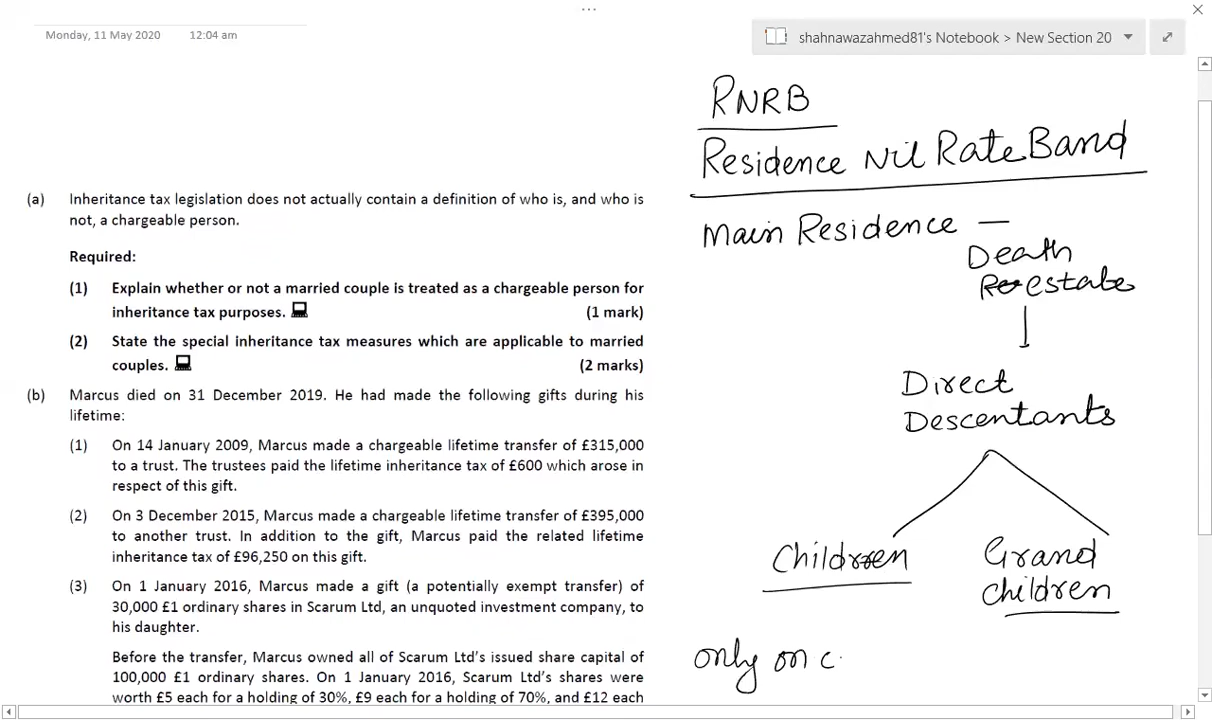 Monday, 11 May 2020 12:04 am
shahnawazahmed81's Notebook > New Section 20
(a) Inheritance tax legislation does not actually contain a definition of who is, and who is
not, a chargeable person.
Required:
(1) Explain whether or not a married couple is treated as a chargeable person for
inheritance tax purposes. (1 mark)
(2) State the special inheritance tax measures which are applicable to married
couples. (2 marks)
(b) Marcus died on 31 December 2019. He had made the following gifts during his
lifetime:
(1) On 14 January 2009, Marcus made a chargeable lifetime transfer of £315,000
to a trust. The trustees paid the lifetime inheritance tax of £600 which arose in
respect of this gift.
(2) On 3 December 2015, Marcus made a chargeable lifetime transfer of £395,000
to another trust. In addition to the gift, Marcus paid the related lifetime
inheritance tax of £96,250 on this gift.
(3) On 1 January 2016, Marcus made a gift (a potentially exempt transfer) of
30,000 £1 ordinary shares in Scarum Ltd, an unquoted investment company, to
his daughter.
Before the transfer, Marcus owned all of Scarum Ltd's issued share capital of
100,000 £1 ordinary shares. On 1 January 2016, Scarum Ltd's shares were
worth £5 each for a holding of 30%, £9 each for a holding of 70%, and £12 each
RNRB
Residence Nil Rate Band
Main Residence —
Death
estate
Direct
Descentants
Children
Grand
children
only on c